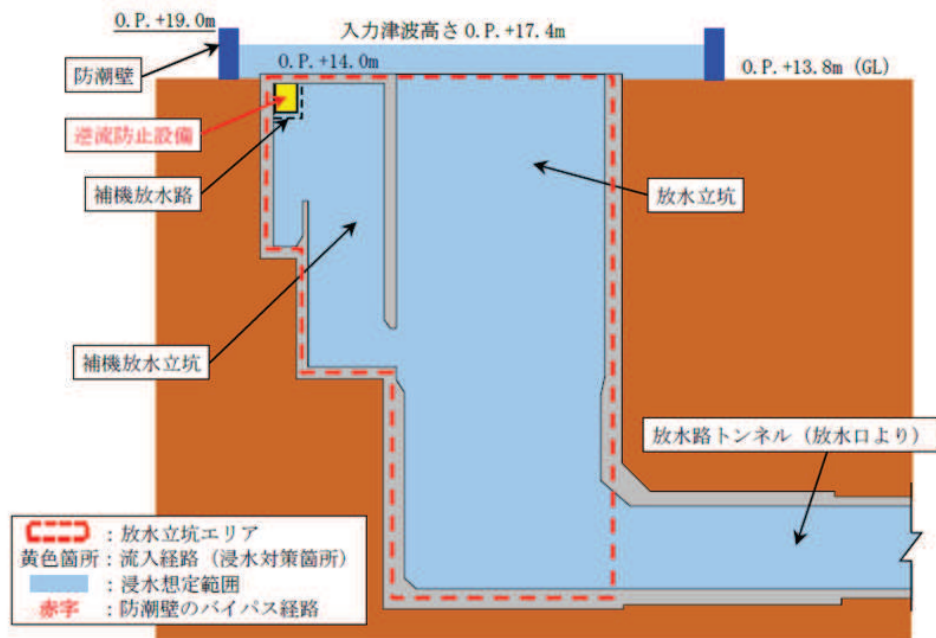 O.P.+19.0m
入力津波高さO.P.+17.4m
防潮壁
O.P.+14.0m
O.P.+13.8m (GL)
逆流防止設備
補機放水路
放水立坑
補機放水立坑
放水路トンネル（放水口より）
：放水立坑エリア
黄色箇所：流入経路（浸水対策箇所）
：浸水想定範囲
赤字：防潮壁のバイパス経路